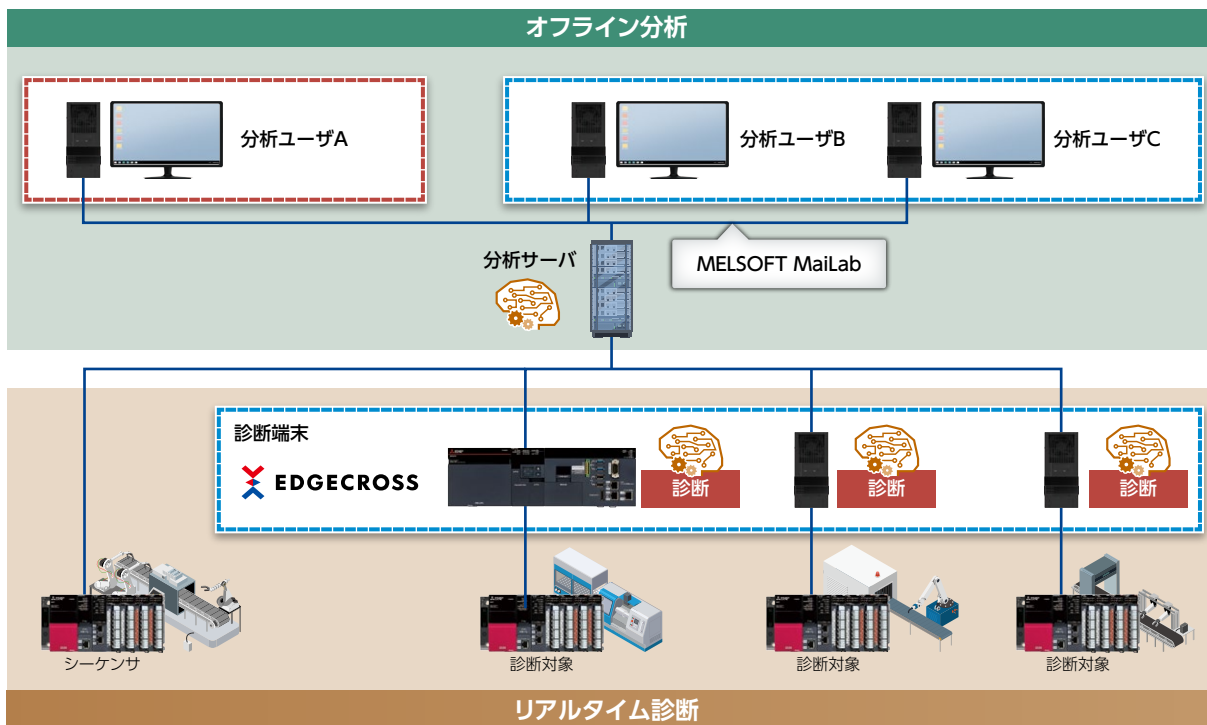 オフライン分析
分析ユーザA
分析ユーザB
分析ユーザC
分析サーバ
MELSOFT MaiLab
診断端末
EDGECROSS
診断
診断
診断
シーケンサ
診断対象
診断対象
診断対象
リアルタイム診断